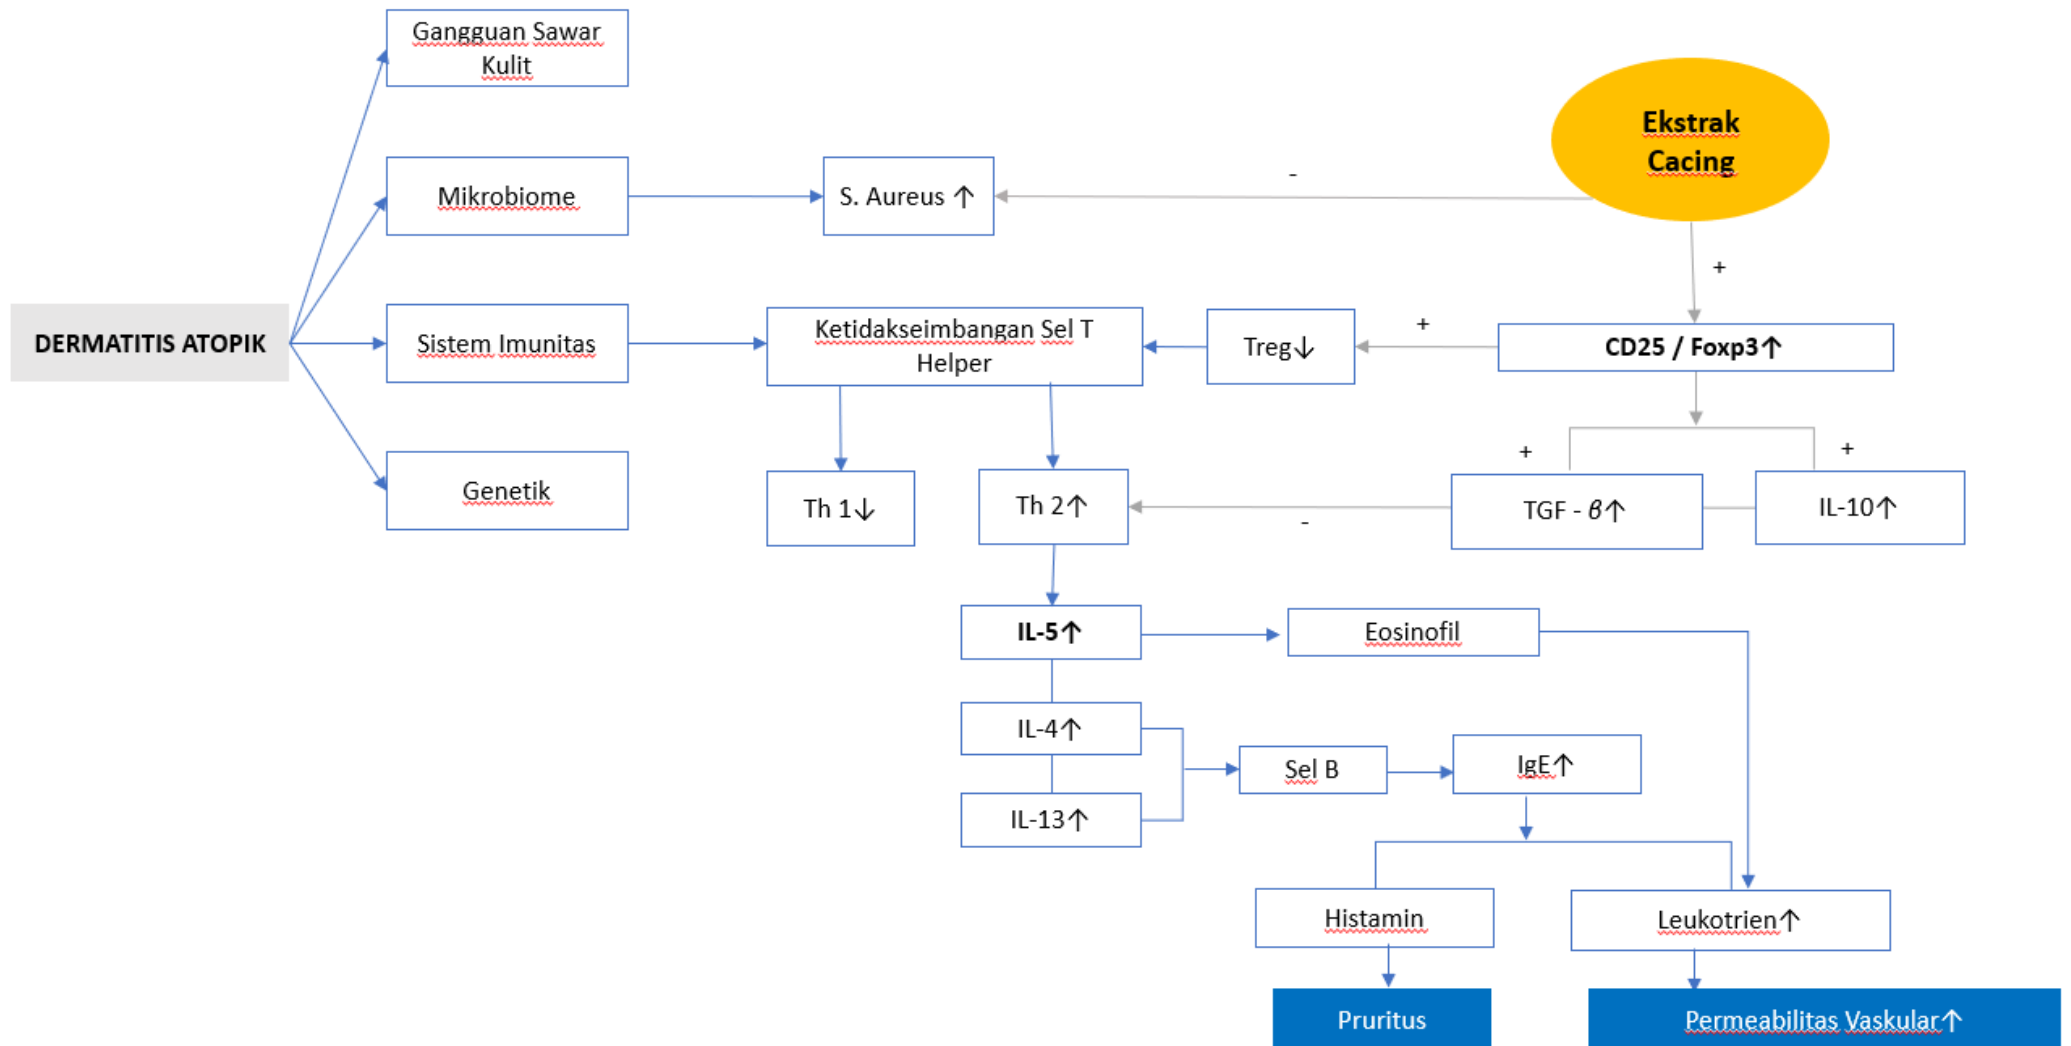 Gangguan Sawar
Kulit
Ekstrak
Cacing
Mikrobiome
S. Aureus ↑
-
+
DERMATITIS ATOPIK
Sistem Imunitas
Ketidakseimbangan Sel T
Helper
Treg↓
+
CD25 / Foxp3↑
Genetik
Th 1↓
Th 2↑
-
+
+
TGF - β↑
IL-10↑
IL-5↑
Eosinofil
IL-4↑
IL-13↑
Sel B
IgE↑
Histamin
Leukotrien↑
Pruritus
Permeabilitas Vaskular↑